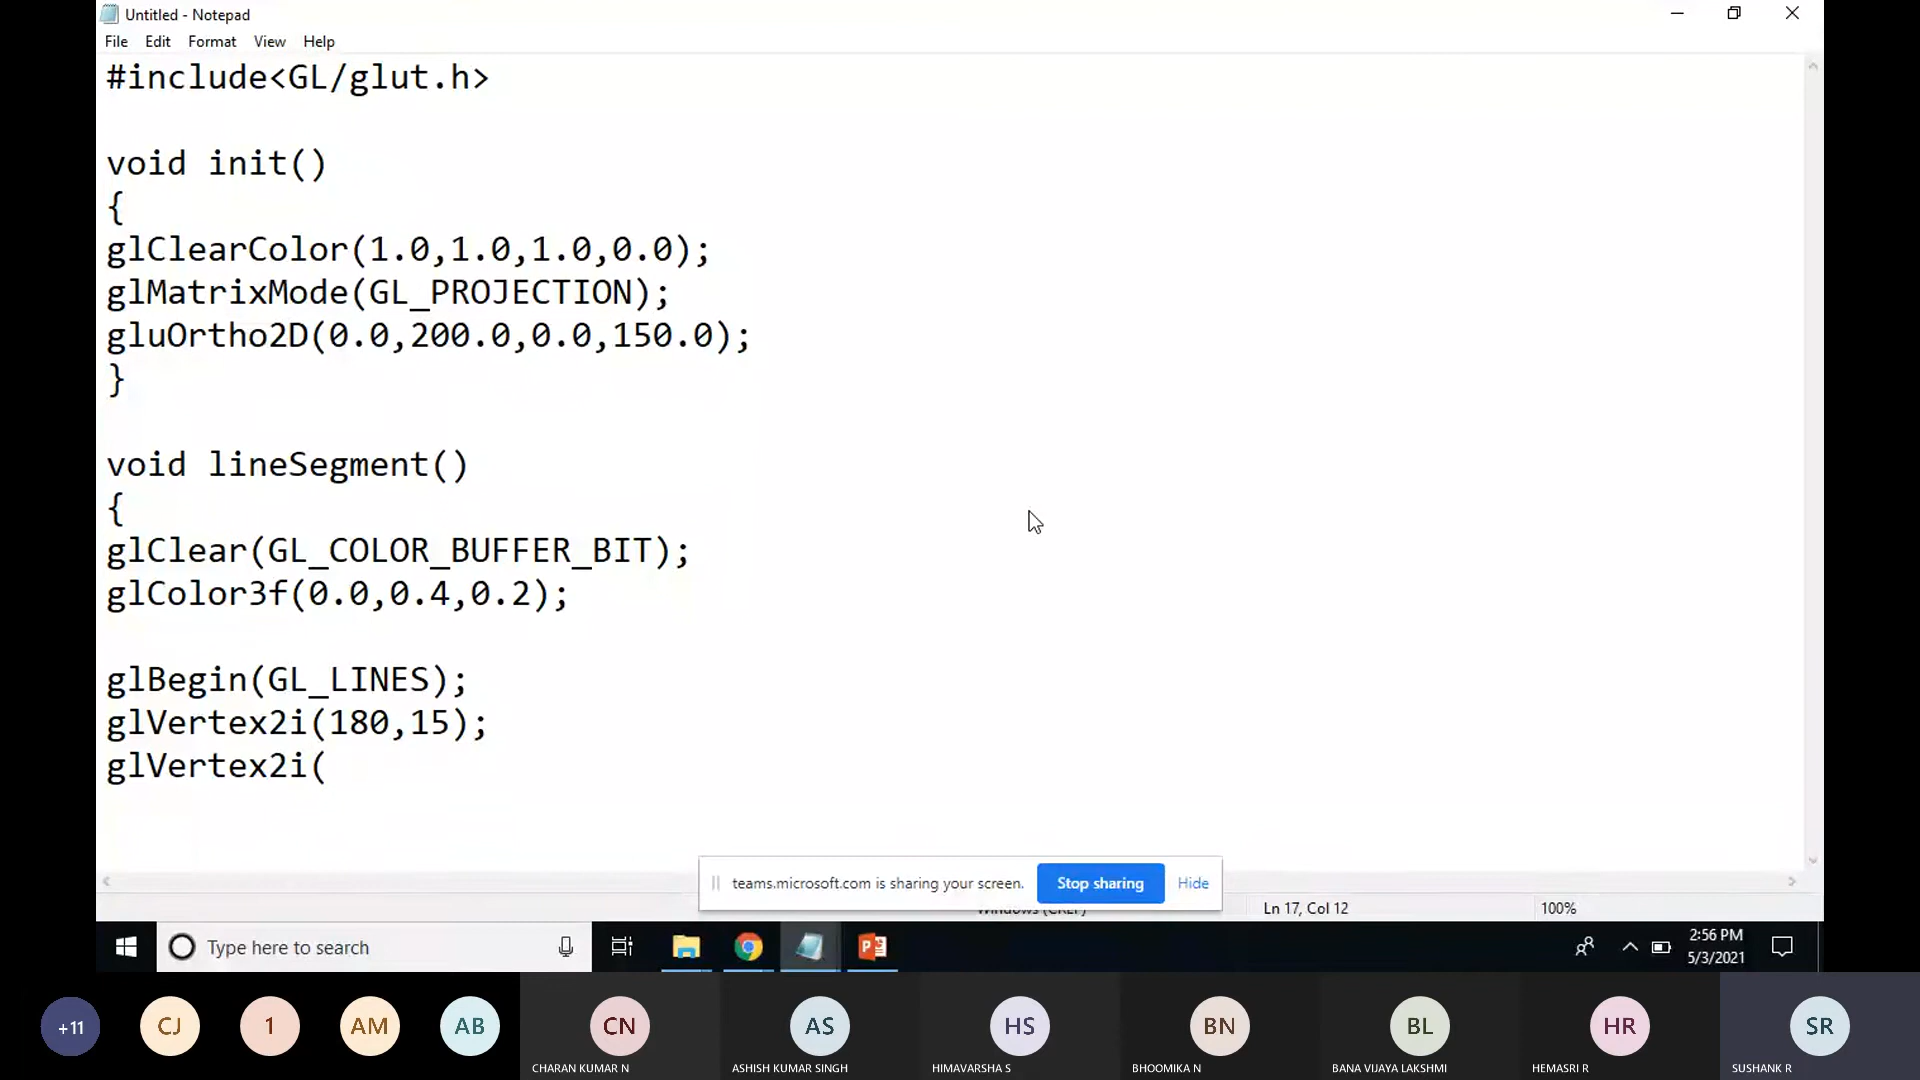 Untitled - Notepad
File Edit Format View Help
#include<GL/glut.h>
void init()
{
glClearColor(1.0,1.0,1.0,0.0);
glMatrixMode(GL_PROJECTION);
gluOrtho2D(0.0,200.0,0.0,150.0);
}
void lineSegment()
{
glClear(GL_COLOR_BUFFER_BIT);
glColor3f(0.0,0.4,0.2);
glBegin(GL_LINES);
glVertex2i(180,15);
glVertex2i(
teams.microsoft.com is sharing your screen. Stop sharing Hide
Windows (CRLF) Ln 17, Col 12 100%
Type here to search
2:56 PM
5/3/2021
+11 CJ 1 AM AB CN AS HS BN BL HR SR
CHARAN KUMAR N ASHISH KUMAR SINGH HIMAVARSHA S BHOOMIKA N BANA VIJAYA LAKSHMI HEMASRI R SUSHANK R